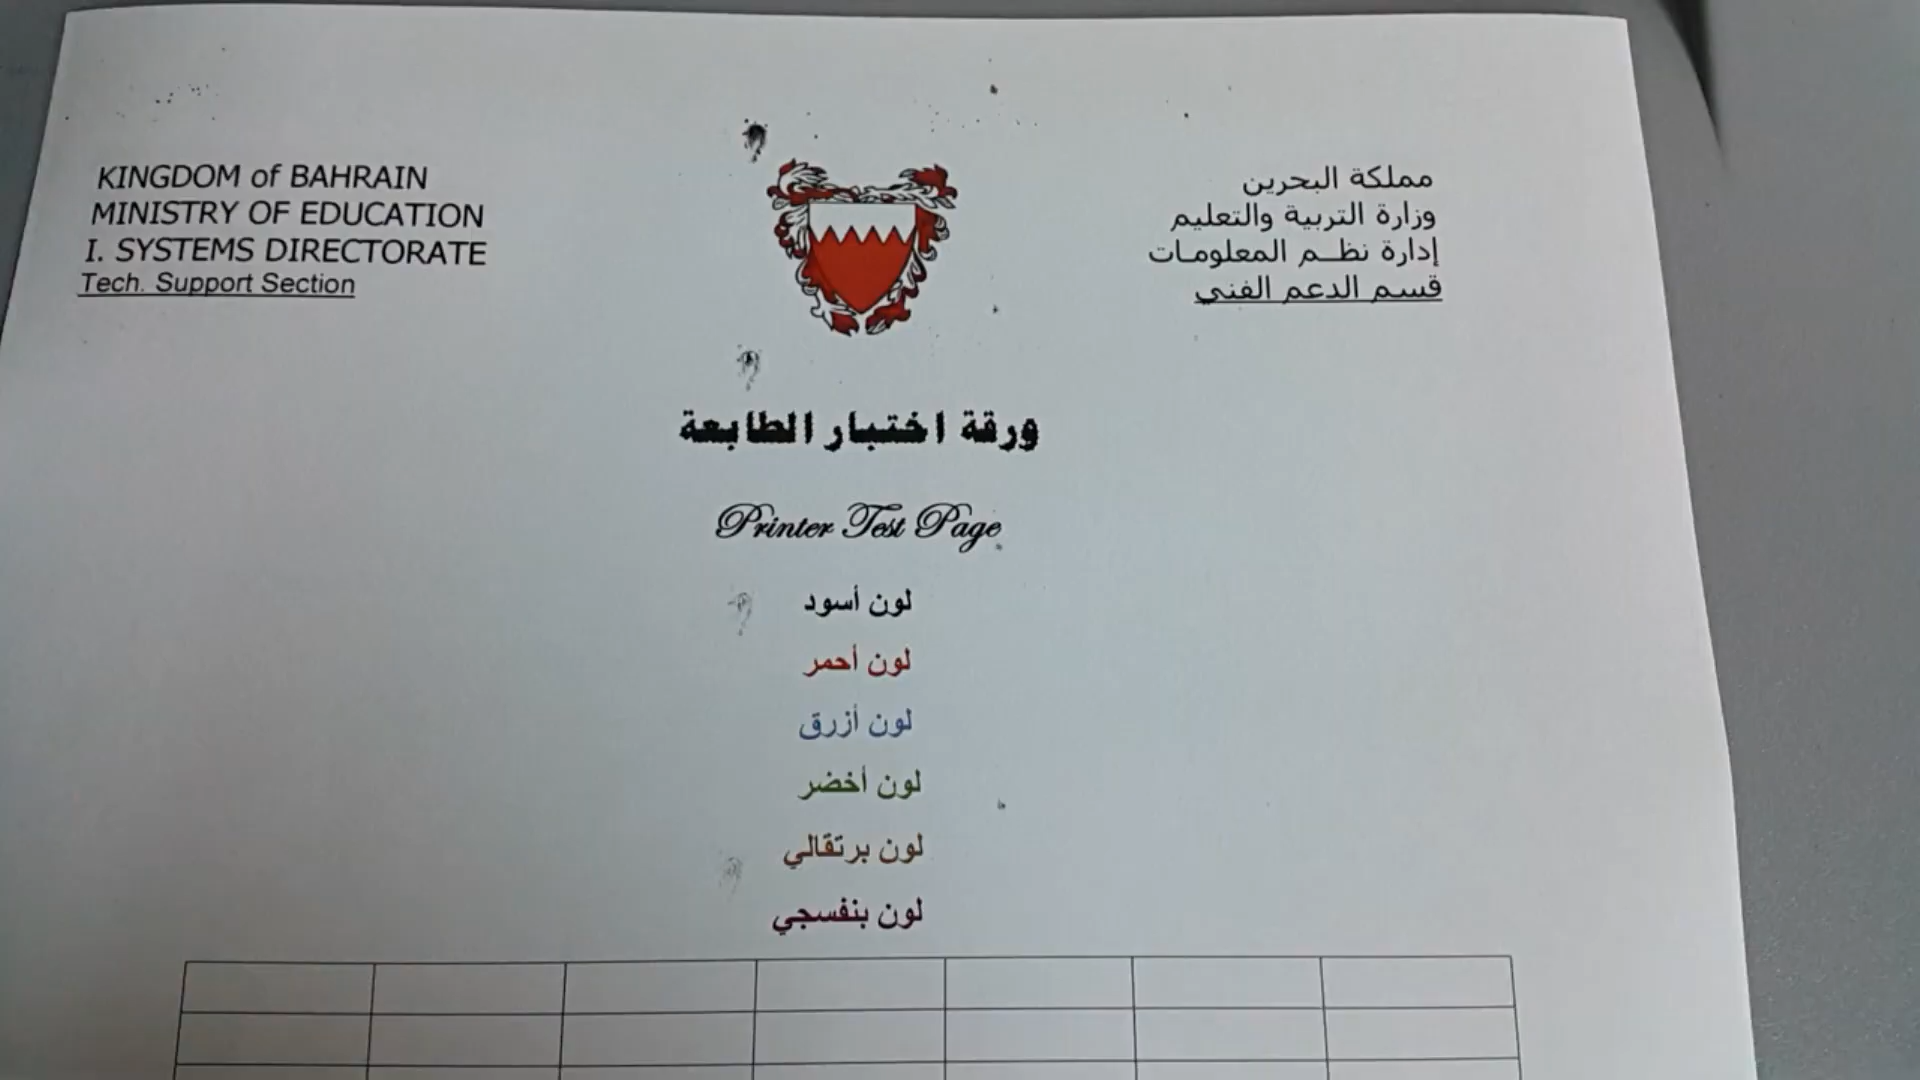 KINGDOM of BAHRAIN
MINISTRY OF EDUCATION
I. SYSTEMS DIRECTORATE
Tech. Support Section
مملكة البحرين
وزارة التربية والتعليم
إدارة نظـم المعلومـات
قسم الدعم الفني
ورقة اختبار الطابعة
Printer Test Page
لون أسود
لون أحمر
لون أزرق
لون أخضر
لون برتقالي
لون بنفسجي